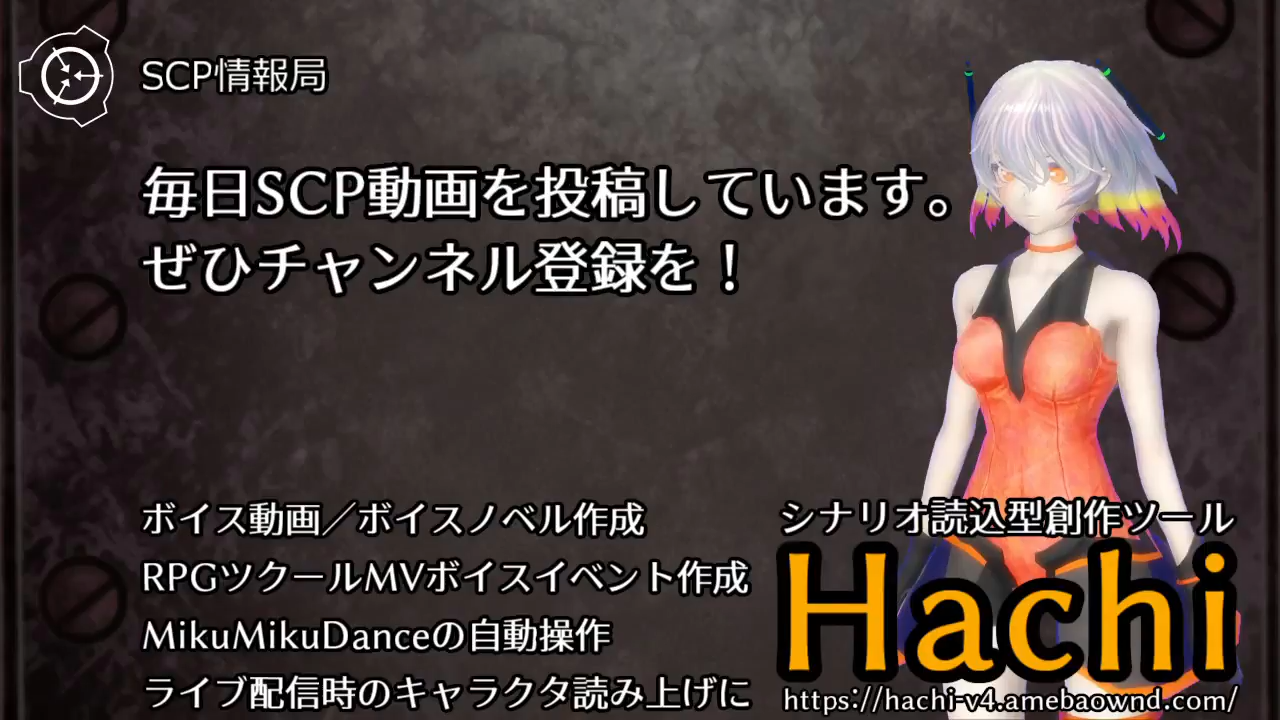 SCP情報局
毎日SCP動画を投稿しています。
ぜひチャンネル登録を！
ボイス動画／ボイスノベル作成
RPGツクールMVボイスイベント作成
MikuMikuDanceの自動操作
ライブ配信時のキャラクタ読み上げに
シナリオ読込型創作ツール
Hachi
https://hachi-v4.amebaownd.com/